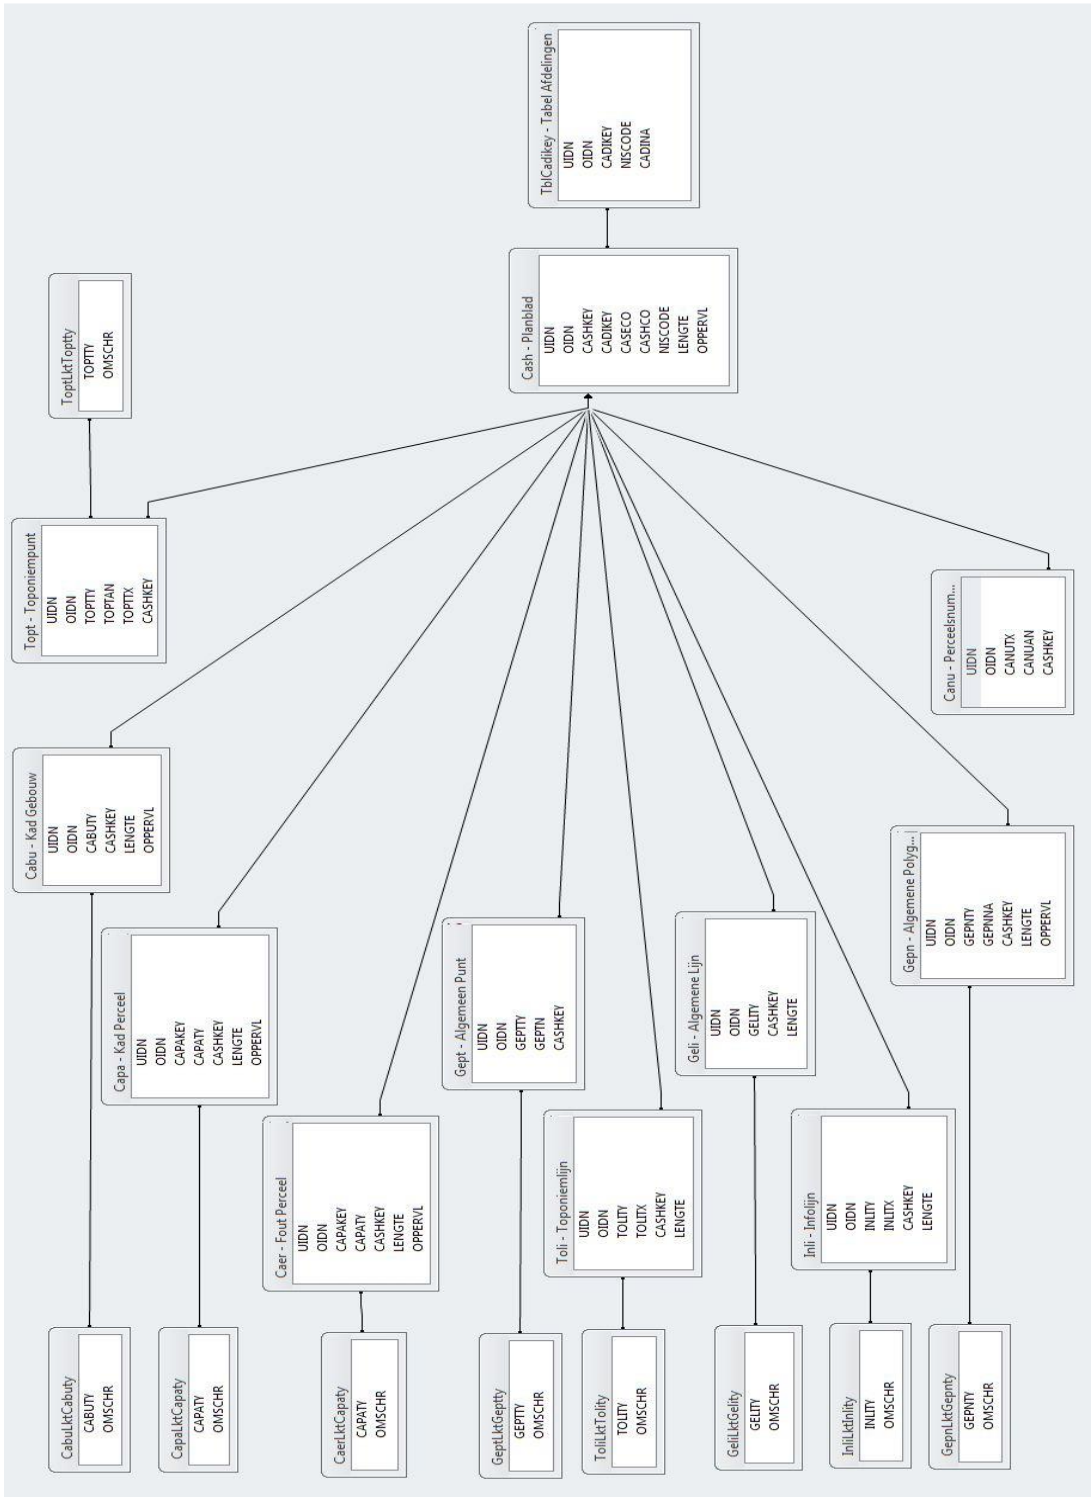 TblCadikey - Tabel Afdelingen
UIDN
OIDN
CADIKEY
NISCODE
CADINA
Cash - Planblad
UIDN
OIDN
CASHKEY
CADIKEY
CASECO
CASHCO
NISCODE
LENGTE
OPPERVL
ToptLktToptty
TOPTTY
OMSCHR
Topt - Toponiempunt
UIDN
OIDN
TOPTTY
TOPTAN
TOPTTX
CASHKEY
Canu - Perceelsnum...
UIDN
OIDN
CANUTX
CANUAN
CASHKEY
Cabu - Kad Gebouw
UIDN
OIDN
CABUTY
CASHKEY
LENGTE
OPPERVL
Capa - Kad Perceel
UIDN
OIDN
CAPAKEY
CAPATY
CASHKEY
LENGTE
OPPERVL
Gept - Algemeen Punt
UIDN
OIDN
GEPTTY
GEPTN
CASHKEY
Geli - Algemene Lijn
UIDN
OIDN
GELITY
CASHKEY
LENGTE
Gepn - Algemene Polyg...
UIDN
OIDN
GEPNTY
GEPNNA
CASHKEY
LENGTE
OPPERVL
Caer - Fout Perceel
UIDN
OIDN
CAPAKEY
CAPATY
CASHKEY
LENGTE
OPPERVL
Toli - Toponiemlijn
UIDN
OIDN
TOLITY
TOLITX
CASHKEY
LENGTE
Inli - Infolijn
UIDN
OIDN
INLITY
INLITX
CASHKEY
LENGTE
CabuLktCabuty
CABUTY
OMSCHR
CapaLktCapaty
CAPATY
OMSCHR
CaerLktCapaty
CAPATY
OMSCHR
GeptLktGeptty
GEPTTY
OMSCHR
ToliLktTolity
TOLITY
OMSCHR
GeliLktGelity
GELITY
OMSCHR
InliLktInlity
INLITY
OMSCHR
GepnLktGepnty
GEPNTY
OMSCHR